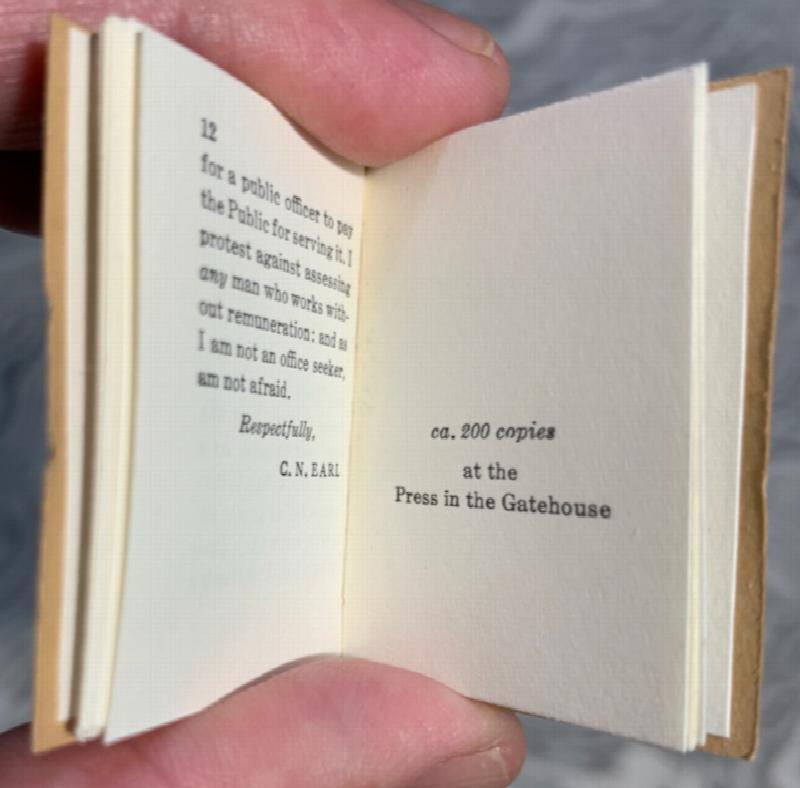 12
for a public officer to pay
the Public for serving it. I
protest against assessing
any man who works with-
out remuneration: and as
I am not an office seeker,
am not afraid.
Respectfully,
C. N. EARL
ca. 200 copies
at the
Press in the Gatehouse